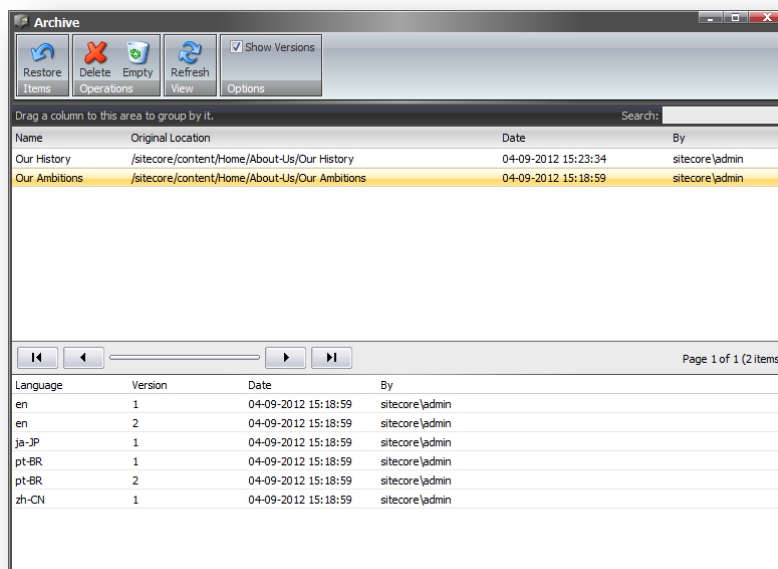 Archive
Restore Delete Empty Refresh Show Versions
Items Operations View Options
Drag a column to this area to group by it. Search:
Name Original Location Date By
Our History /sitecore/content/Home/About-Us/Our History 04-09-2012 15:23:34 sitecore\admin
Our Ambitions /sitecore/content/Home/About-Us/Our Ambitions 04-09-2012 15:18:59 sitecore\admin
Page 1 of 1 (2 items
Language Version Date By
en 1 04-09-2012 15:18:59 sitecore\admin
en 2 04-09-2012 15:18:59 sitecore\admin
ja-JP 1 04-09-2012 15:18:59 sitecore\admin
pt-BR 1 04-09-2012 15:18:59 sitecore\admin
pt-BR 2 04-09-2012 15:18:59 sitecore\admin
zh-CN 1 04-09-2012 15:18:59 sitecore\admin